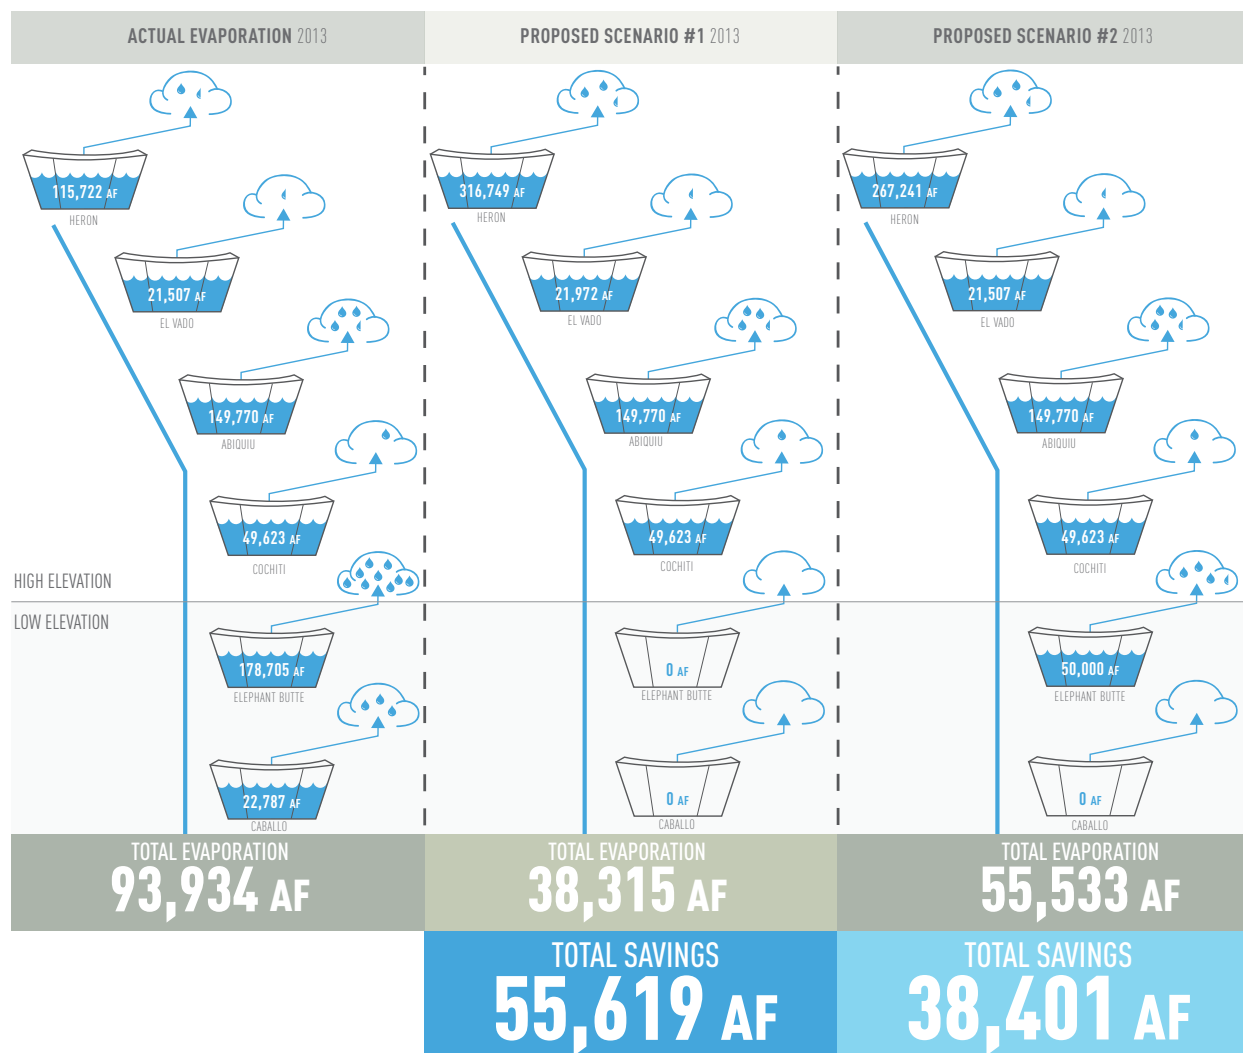 ACTUAL EVAPORATION 2013
115,722 AF
HERON
21,507 AF
EL VADO
149,770 AF
ABIQUIU
49,623 AF
COCHITI
HIGH ELEVATION
LOW ELEVATION
178,705 AF
ELEPHANT BUTTE
22,787 AF
CABALLO
TOTAL EVAPORATION
93,934 AF
PROPOSED SCENARIO #1 2013
316,749 AF
HERON
21,972 AF
EL VADO
149,770 AF
ABIQUIU
49,623 AF
COCHITI
0 AF
ELEPHANT BUTTE
0 AF
CABALLO
TOTAL EVAPORATION
38,315 AF
TOTAL SAVINGS
55,619 AF
PROPOSED SCENARIO #2 2013
267,241 AF
HERON
21,507 AF
EL VADO
149,770 AF
ABIQUIU
49,623 AF
COCHITI
50,000 AF
ELEPHANT BUTTE
0 AF
CABALLO
TOTAL EVAPORATION
55,533 AF
TOTAL SAVINGS
38,401 AF